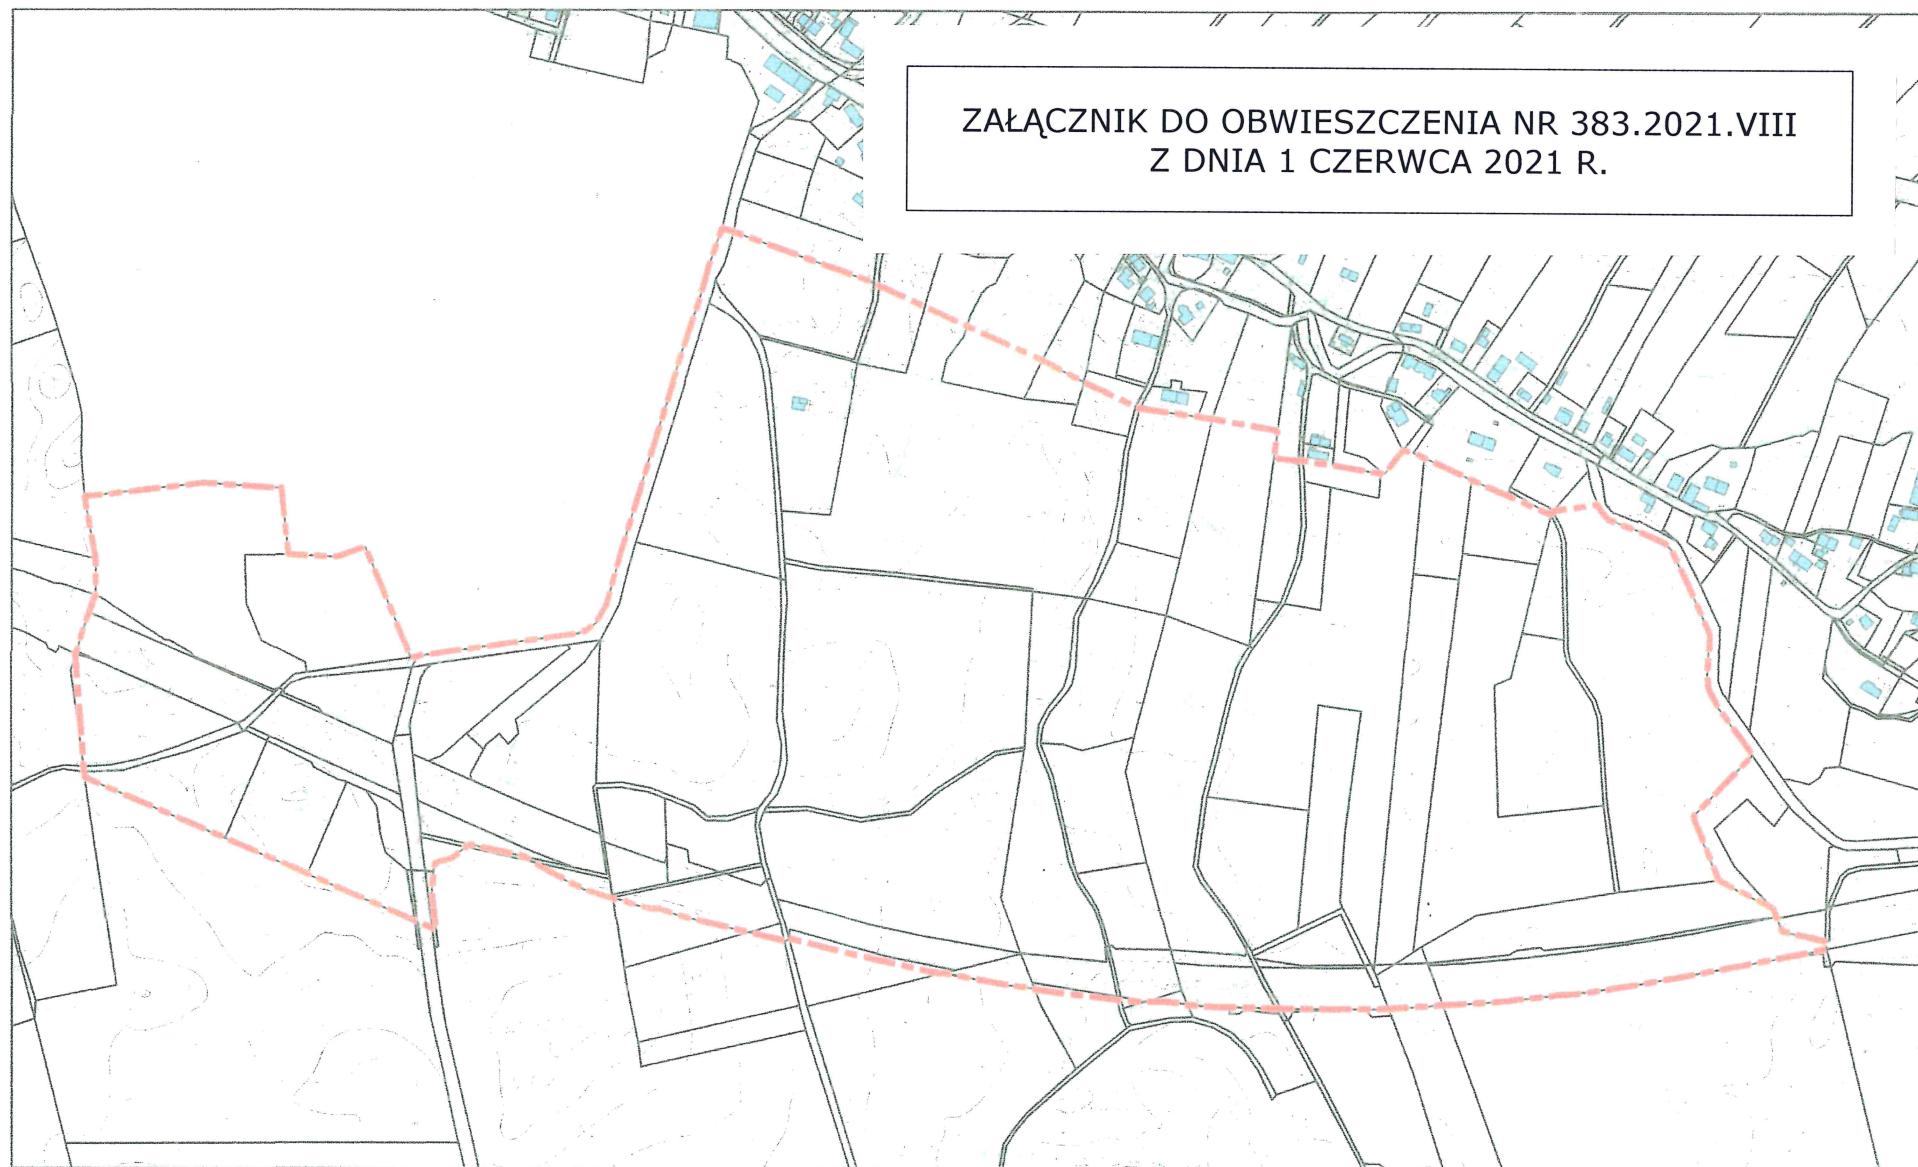 ZAŁĄCZNIK DO OBWIESZCZENIA NR 383.2021.VIII
Z DNIA 1 CZERWCA 2021 R.